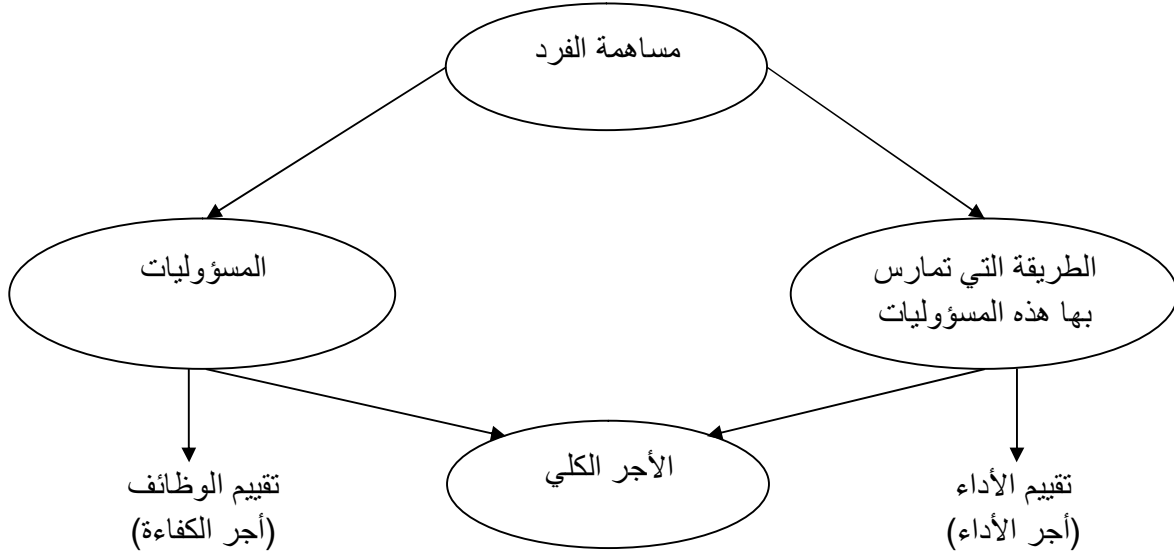 مساهمة الفرد
الطريقة التي تمارس
بها هذه المسؤوليات
المسؤوليات
الأجر الكلي
تقييم الأداء
(أجر الأداء)
تقييم الوظائف
(أجر الكفاءة)